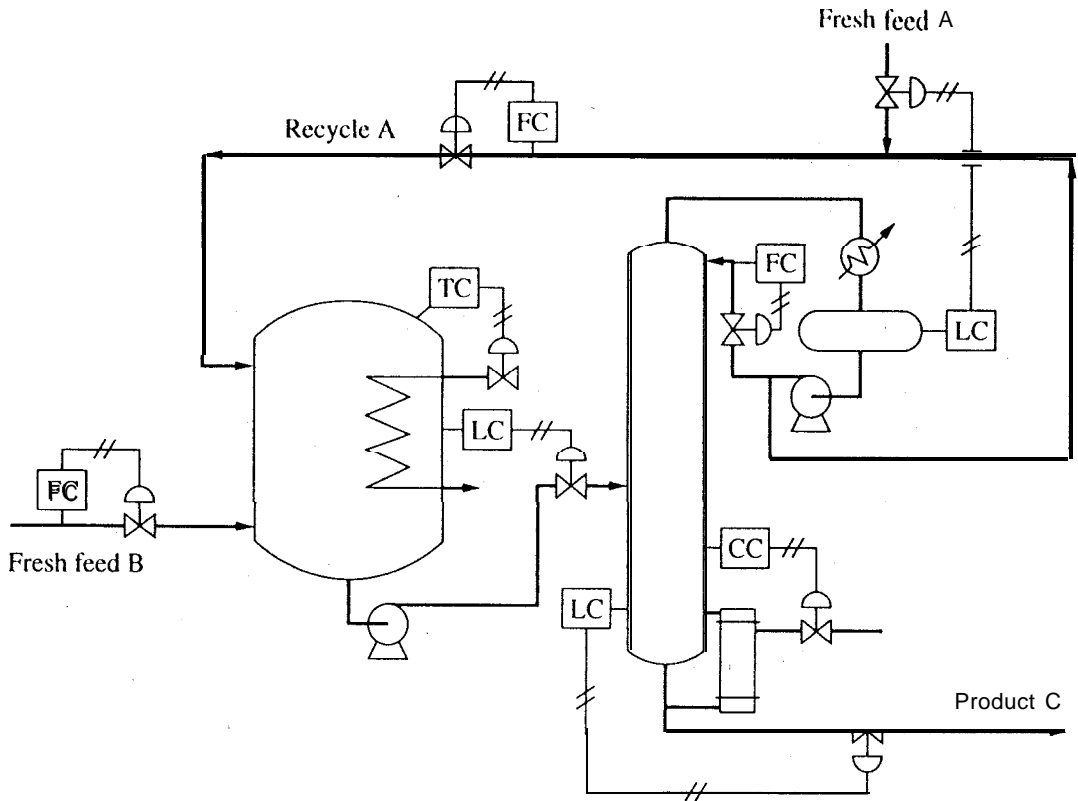 Fresh feed A
FC
Recycle A
TC
FC
LC
LC
FC
Fresh feed B
CC
LC
Product C